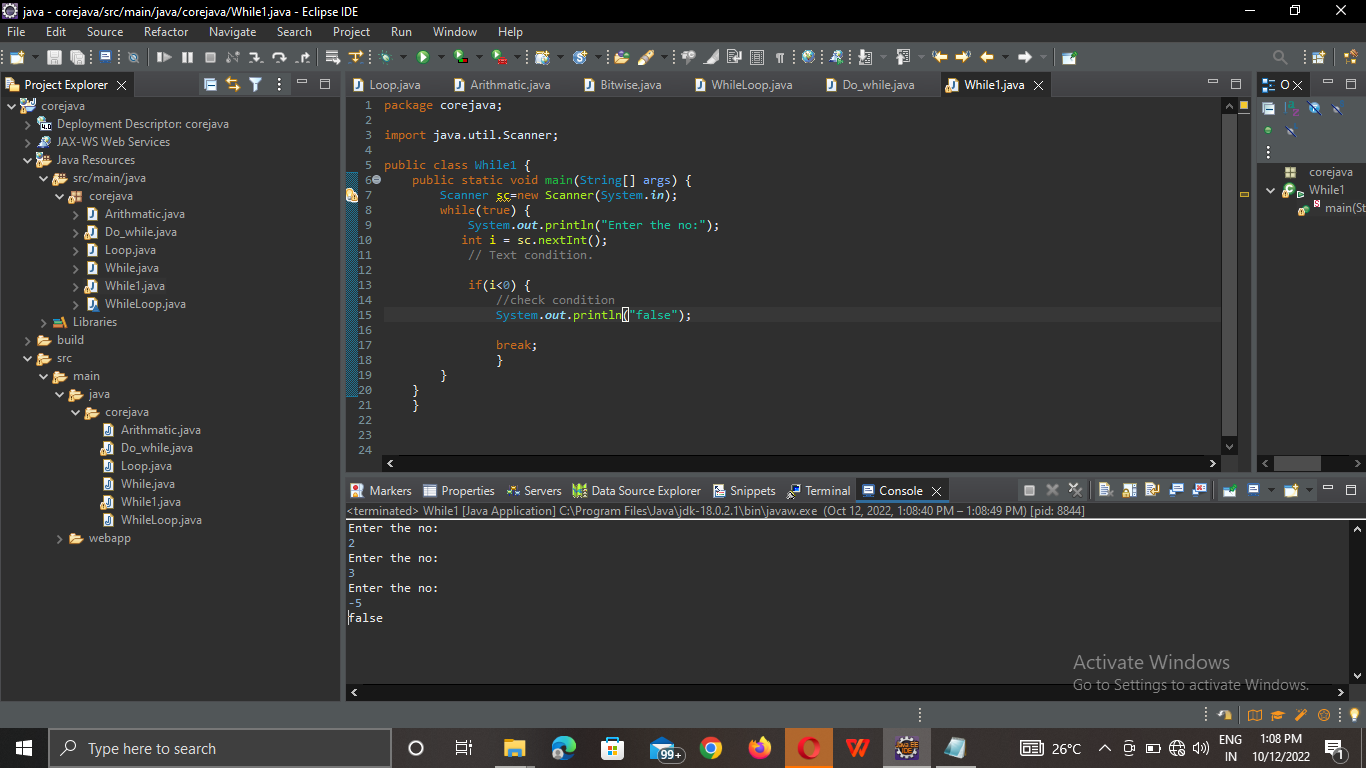 java - corejava/src/main/java/corejava/While1.java - Eclipse IDE
File Edit Source Refactor Navigate Search Project Run Window Help
Project Explorer
corejava
Deployment Descriptor: corejava
JAX-WS Web Services
Java Resources
src/main/java
corejava
Arithmatic.java
Do_while.java
Loop.java
While.java
While1.java
WhileLoop.java
Libraries
build
src
main
java
corejava
Arithmatic.java
Do_while.java
Loop.java
While.java
While1.java
WhileLoop.java
webapp
Loop.java Arithmatic.java Bitwise.java WhileLoop.java Do_while.java While1.java
1 package corejava;
2
3 import java.util.Scanner;
4
5 public class While1 {
6 public static void main(String[] args) {
7 Scanner sc=new Scanner(System.in);
8 while(true) {
9 System.out.println("Enter the no:");
10 int i = sc.nextInt();
11 // Text condition.
12
13 if(i<0) {
14 //check condition
15 System.out.println("false");
16
17 break;
18 }
19 }
20 }
21 }
22
23
24
O
corejava
While1
main(St
Markers Properties Servers Data Source Explorer Snippets Terminal Console
<terminated> While1 [Java Application] C:\Program Files\Java\jdk-18.0.2.1\bin\javaw.exe (Oct 12, 2022, 1:08:40 PM – 1:08:49 PM) [pid: 8844]
Enter the no:
2
Enter the no:
3
Enter the no:
-5
false
Activate Windows
Go to Settings to activate Windows.
Type here to search
99+
26°C
ENG
IN
1:08 PM
10/12/2022
1